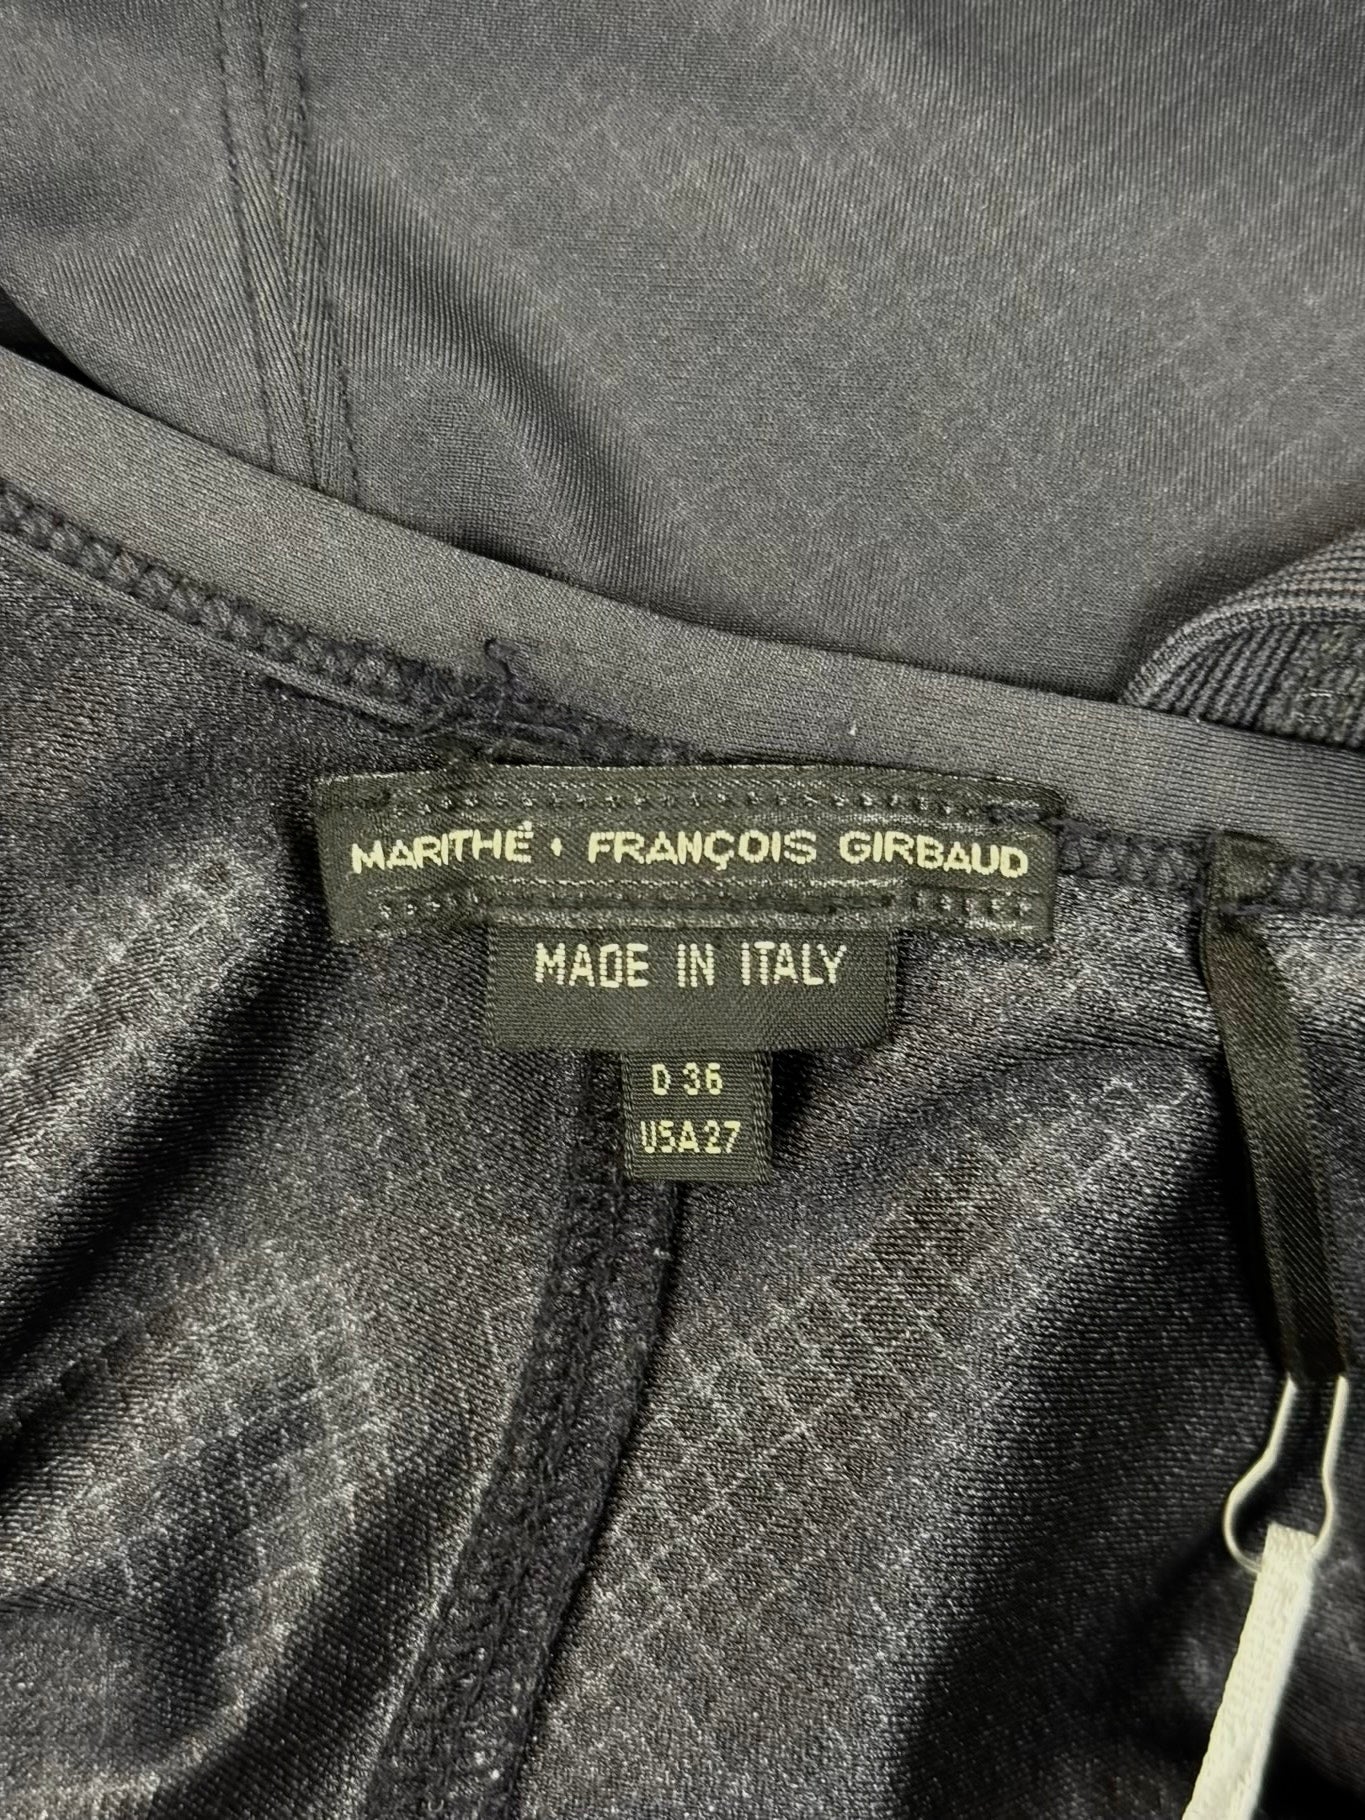 MARITHÉ • FRANÇOIS GIRBAUD
MADE IN ITALY
D 36
USA 27